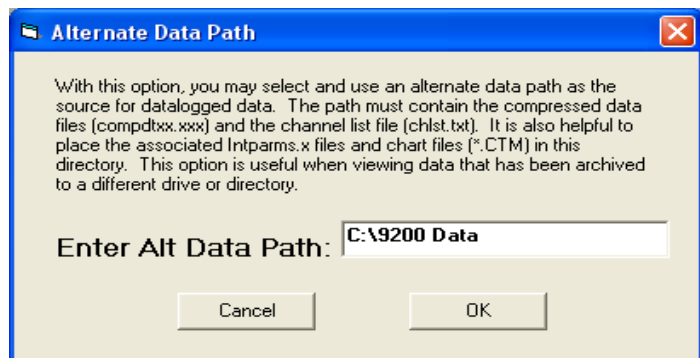 Alternate Data Path
With this option, you may select and use an alternate data path as the
source for datalogged data. The path must contain the compressed data
files (compdtxx.xxx) and the channel list file (chlst.txt). It is also helpful to
place the associated Intparms.x files and chart files (*.CTM) in this
directory. This option is useful when viewing data that has been archived
to a different drive or directory.
Enter Alt Data Path: C:\9200 Data
Cancel OK